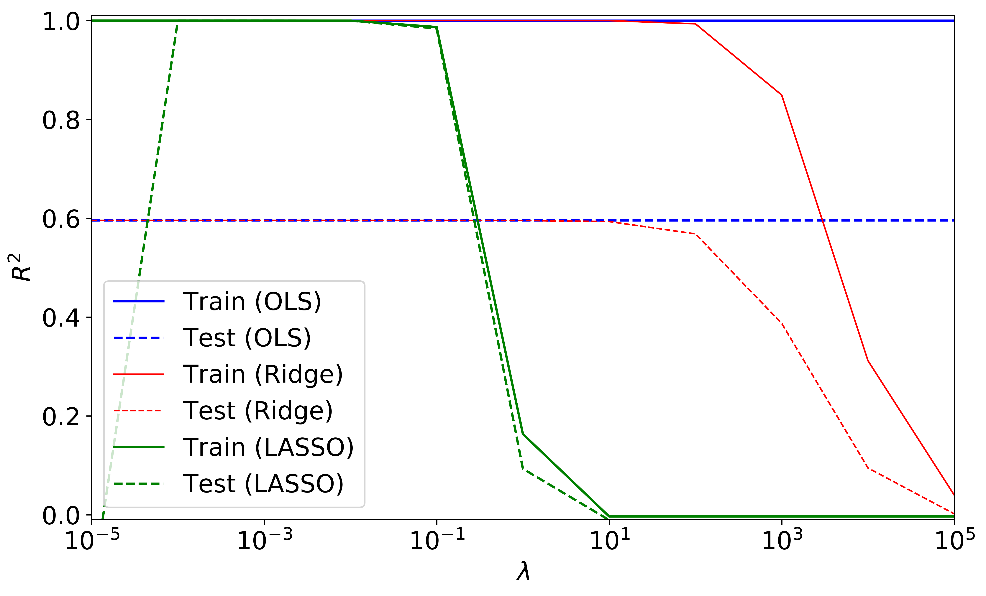 1.0
0.8
0.6
0.4
0.2
0.0
R²
Train (OLS)
Test (OLS)
Train (Ridge)
Test (Ridge)
Train (LASSO)
Test (LASSO)
10⁻⁵ 10⁻³ 10⁻¹ 10¹ 10³ 10⁵
λ